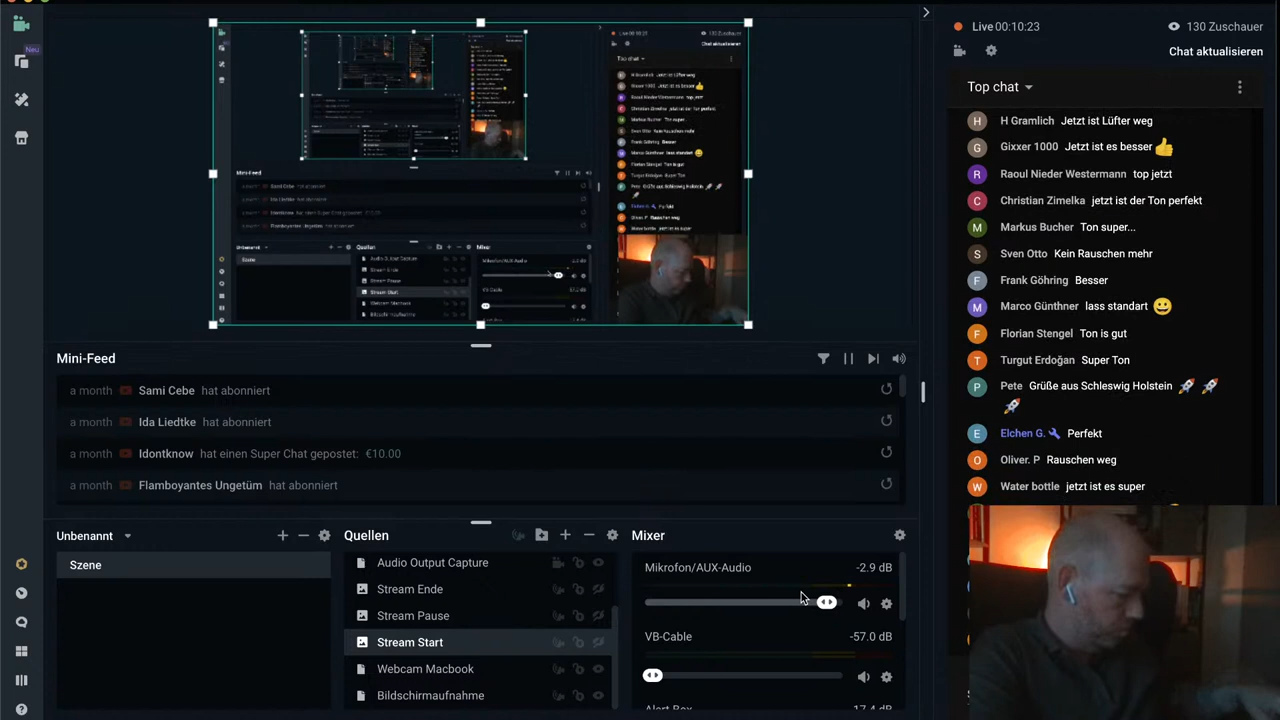 Neu
Live 00:10:23
130 Zuschauer
Chat aktualisieren
Top chat
H Gramlich Jetzt ist Lüfter weg
Gixxer 1000 Jetzt ist es besser
Raoul Nieder Westermann top jetzt
Christian Zimelka jetzt ist der Ton perfekt
Markus Bucher Ton super...
Sven Otto Kein Rauschen mehr
Frank Göhring Besser
Marco Günthner lass standart
Florian Stengel Ton is gut
Turgut Erdoğan Super Ton
Pete Grüße aus Schleswig Holstein
Elchen G. Perfekt
Oliver. P Rauschen weg
Water bottle jetzt ist es super
Mini-Feed
a month Sami Cebe hat abonniert
a month Ida Liedtke hat abonniert
a month Idontknow hat einen Super Chat gepostet: €10.00
a month Flamboyantes Ungetüm hat abonniert
Unbenannt
Szene
Quellen
Audio Output Capture
Stream Ende
Stream Pause
Stream Start
Webcam Macbook
Bildschirmaufnahme
Mixer
Mikrofon/AUX-Audio -2.9 dB
VB-Cable -57.0 dB